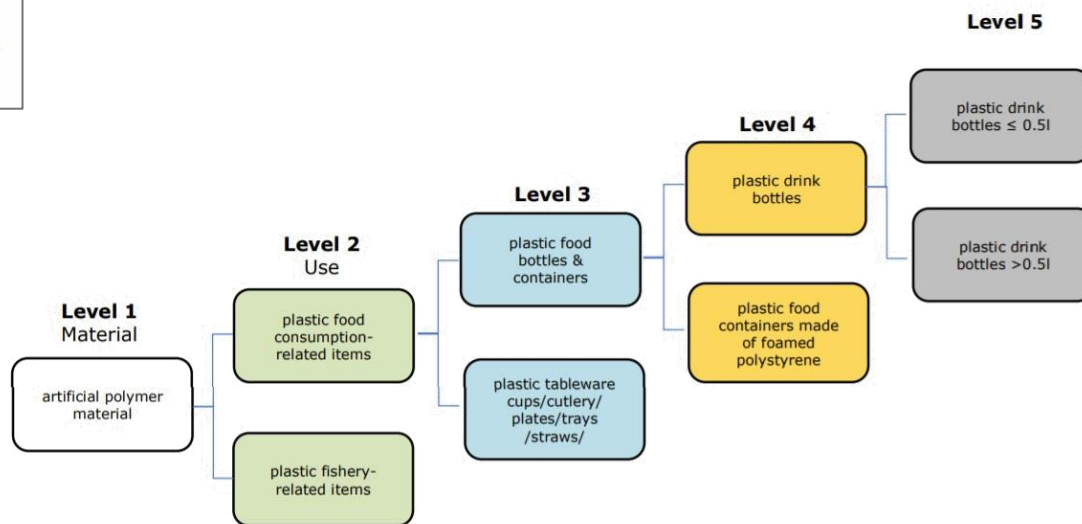 Level 5
plastic drink
bottles ≤ 0.5l
Level 4
plastic drink
bottles
Level 3
plastic drink
bottles >0.5l
plastic food
bottles &
containers
Level 2
Use
plastic food
containers made
of foamed
polystyrene
Level 1
Material
plastic food
consumption-
related items
artificial polymer
material
plastic tableware
cups/cutlery/
plates/trays
/straws/
plastic fishery-
related items